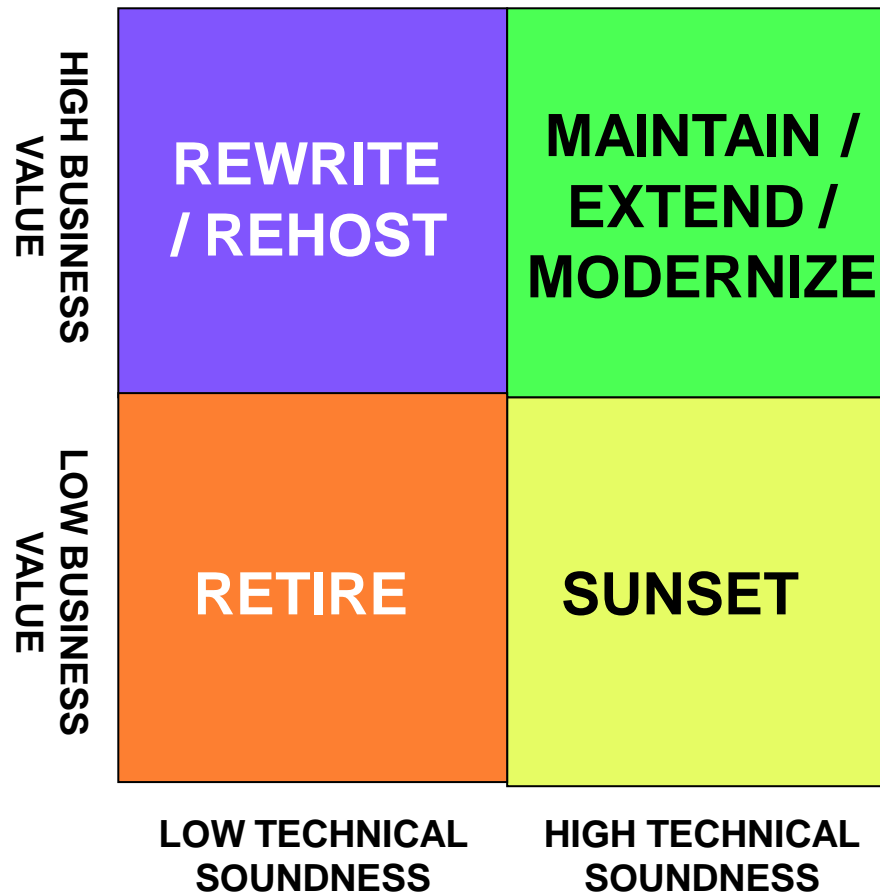 HIGH BUSINESS
VALUE
REWRITE
/ REHOST
MAINTAIN /
EXTEND /
MODERNIZE
LOW BUSINESS
VALUE
RETIRE
SUNSET
LOW TECHNICAL
SOUNDNESS
HIGH TECHNICAL
SOUNDNESS